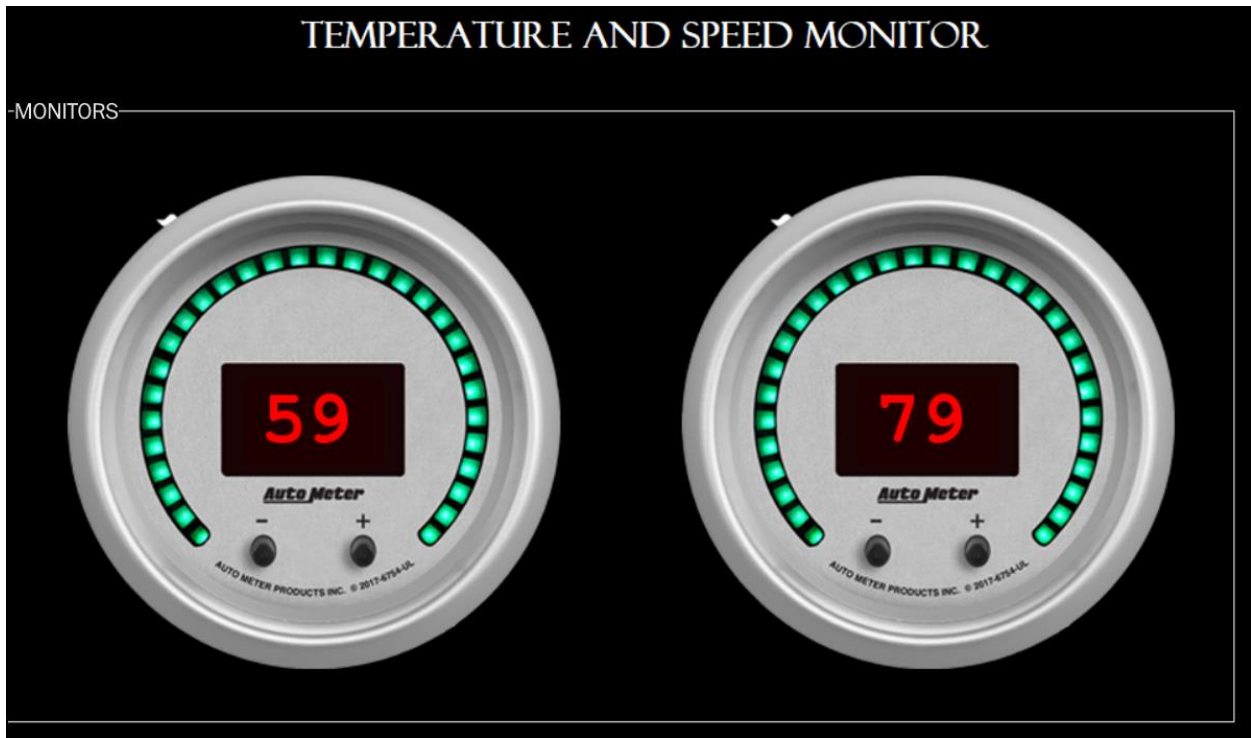 TEMPERATURE AND SPEED MONITOR
MONITORS
59
Auto Meter
- +
AUTO METER PRODUCTS INC. © 2017-6754-UL
79
Auto Meter
- +
AUTO METER PRODUCTS INC. © 2017-6754-UL